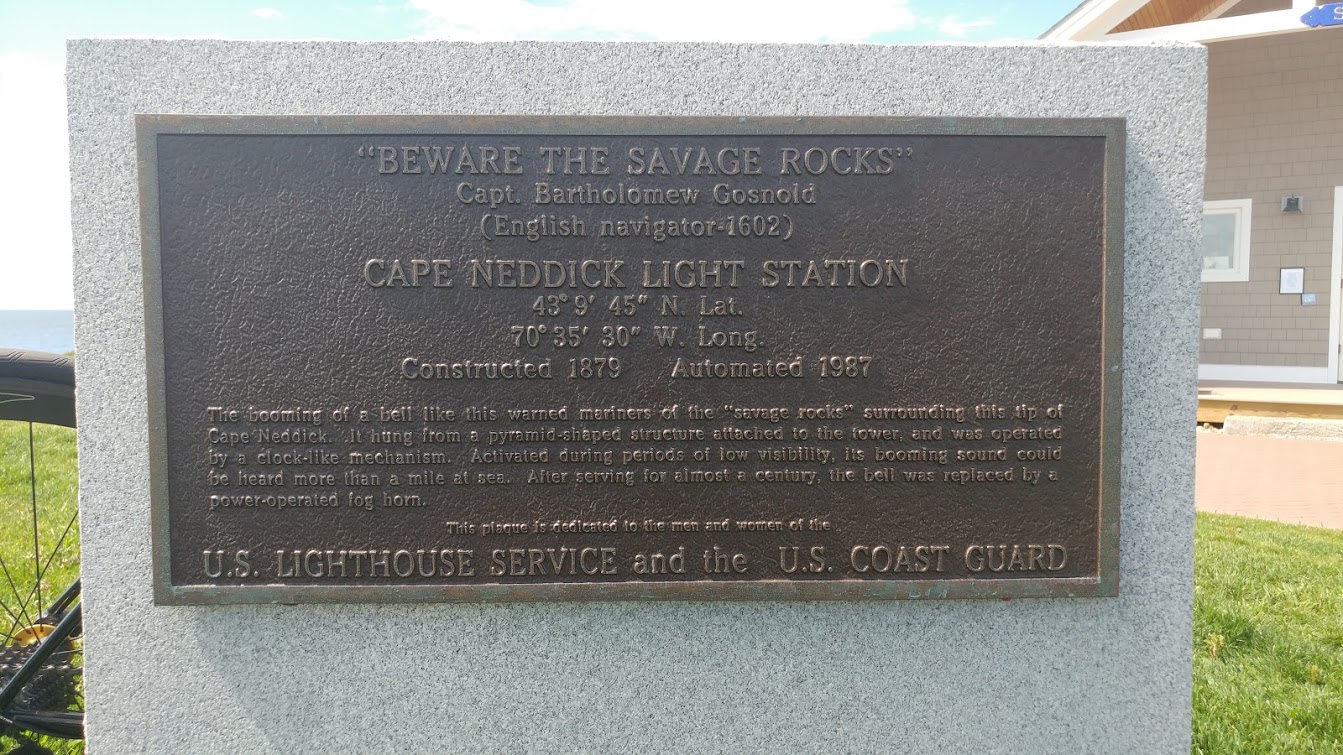 "BEWARE THE SAVAGE ROCKS"
Capt. Bartholomew Gosnold
(English navigator-1602)
CAPE NEDDICK LIGHT STATION
43° 9' 45" N. Lat.
70° 35' 30" W. Long.
Constructed 1879 Automated 1987
The booming of a bell like this warned mariners of the "savage rocks" surrounding this tip of
Cape Neddick. It hung from a pyramid-shaped structure attached to the tower, and was operated
by a clock-like mechanism. Activated during periods of low visibility, its booming sound could
be heard more than a mile at sea. After serving for almost a century, the bell was replaced by a
power-operated fog horn.
This plaque is dedicated to the men and women of the
U.S. LIGHTHOUSE SERVICE and the U.S. COAST GUARD